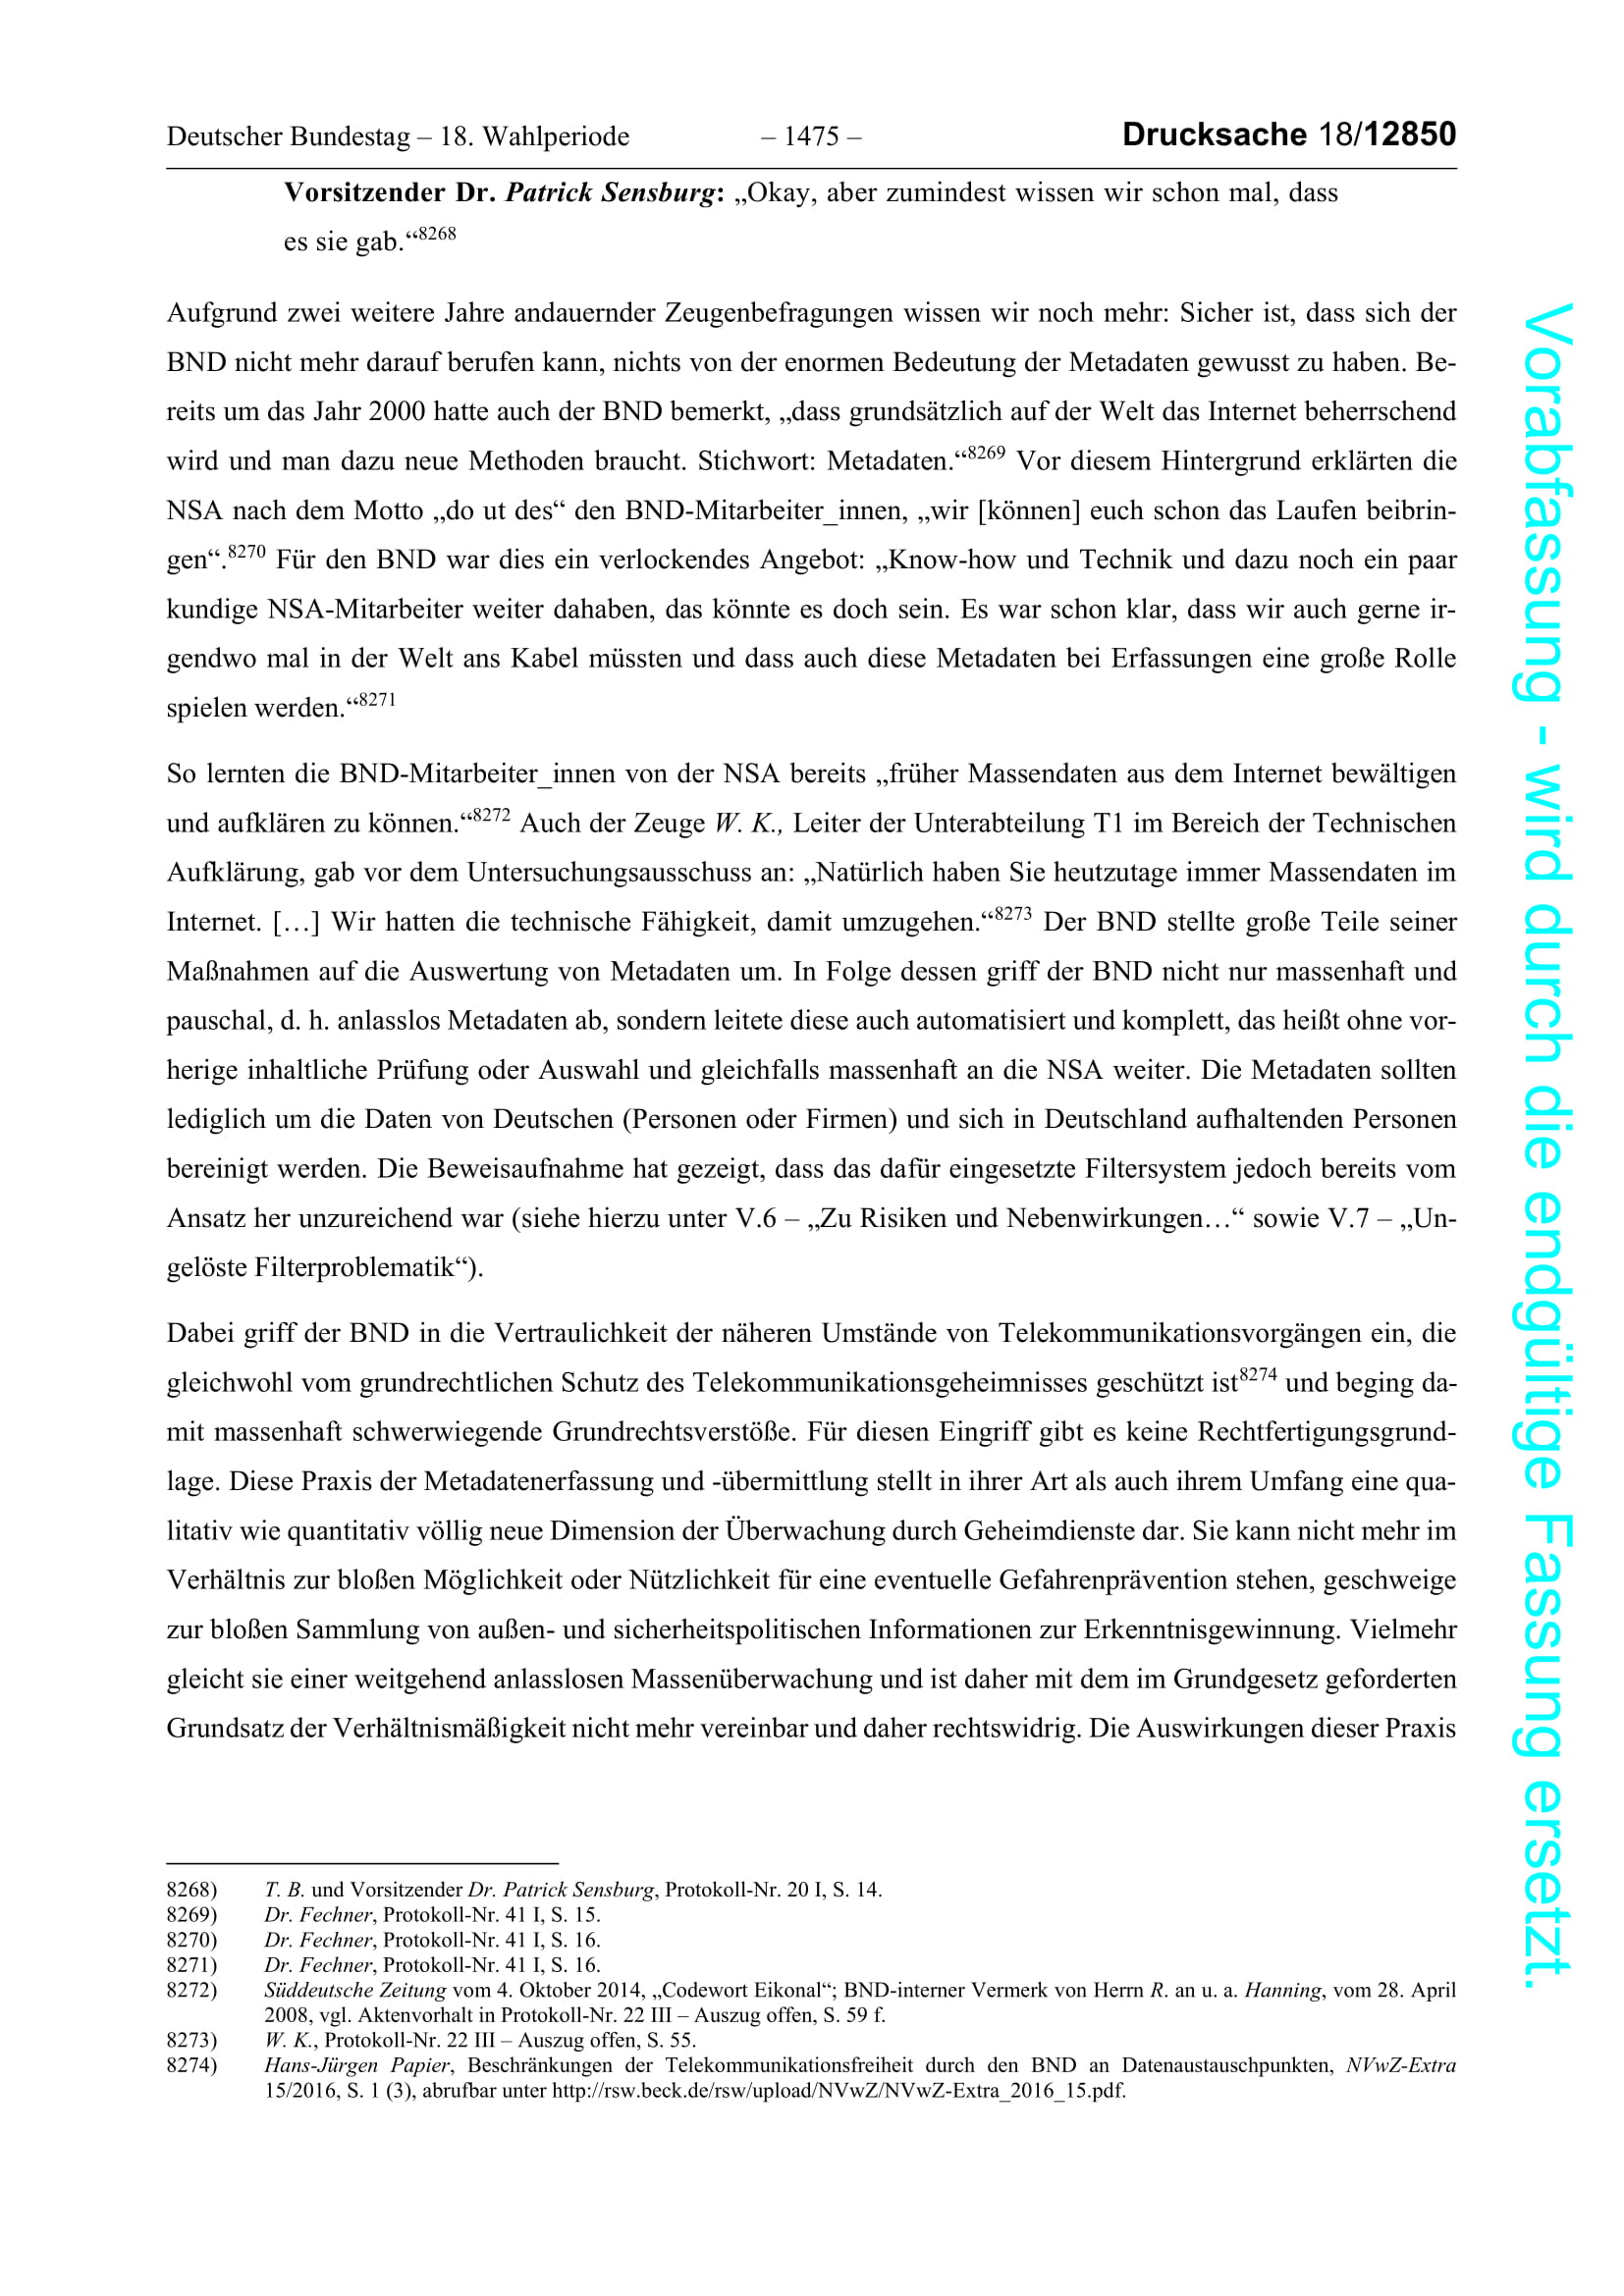 Deutscher Bundestag – 18. Wahlperiode – 1475 – Drucksache 18/12850
Vorsitzender Dr. Patrick Sensburg: „Okay, aber zumindest wissen wir schon mal, dass
es sie gab.“8268
Aufgrund zwei weitere Jahre andauernder Zeugenbefragungen wissen wir noch mehr: Sicher ist, dass sich der
BND nicht mehr darauf berufen kann, nichts von der enormen Bedeutung der Metadaten gewusst zu haben. Be-
reits um das Jahr 2000 hatte auch der BND bemerkt, „dass grundsätzlich auf der Welt das Internet beherrschend
wird und man dazu neue Methoden braucht. Stichwort: Metadaten.“8269 Vor diesem Hintergrund erklärten die
NSA nach dem Motto „do ut des“ den BND-Mitarbeiter_innen, „wir [können] euch schon das Laufen beibrin-
gen“.8270 Für den BND war dies ein verlockendes Angebot: „Know-how und Technik und dazu noch ein paar
kundige NSA-Mitarbeiter weiter dahaben, das könnte es doch sein. Es war schon klar, dass wir auch gerne ir-
gendwo mal in der Welt ans Kabel müssten und dass auch diese Metadaten bei Erfassungen eine große Rolle
spielen werden.“8271
So lernten die BND-Mitarbeiter_innen von der NSA bereits „früher Massendaten aus dem Internet bewältigen
und aufklären zu können.“8272 Auch der Zeuge W. K., Leiter der Unterabteilung T1 im Bereich der Technischen
Aufklärung, gab vor dem Untersuchungsausschuss an: „Natürlich haben Sie heutzutage immer Massendaten im
Internet. […] Wir hatten die technische Fähigkeit, damit umzugehen.“8273 Der BND stellte große Teile seiner
Maßnahmen auf die Auswertung von Metadaten um. In Folge dessen griff der BND nicht nur massenhaft und
pauschal, d. h. anlasslos Metadaten ab, sondern leitete diese auch automatisiert und komplett, das heißt ohne vor-
herige inhaltliche Prüfung oder Auswahl und gleichfalls massenhaft an die NSA weiter. Die Metadaten sollten
lediglich um die Daten von Deutschen (Personen oder Firmen) und sich in Deutschland aufhaltenden Personen
bereinigt werden. Die Beweisaufnahme hat gezeigt, dass das dafür eingesetzte Filtersystem jedoch bereits vom
Ansatz her unzureichend war (siehe hierzu unter V.6 – „Zu Risiken und Nebenwirkungen…“ sowie V.7 – „Un-
gelöste Filterproblematik“).
Dabei griff der BND in die Vertraulichkeit der näheren Umstände von Telekommunikationsvorgängen ein, die
gleichwohl vom grundrechtlichen Schutz des Telekommunikationsgeheimnisses geschützt ist8274 und beging da-
mit massenhaft schwerwiegende Grundrechtsverstöße. Für diesen Eingriff gibt es keine Rechtfertigungsgrund-
lage. Diese Praxis der Metadatenerfassung und -übermittlung stellt in ihrer Art als auch ihrem Umfang eine qua-
litativ wie quantitativ völlig neue Dimension der Überwachung durch Geheimdienste dar. Sie kann nicht mehr im
Verhältnis zur bloßen Möglichkeit oder Nützlichkeit für eine eventuelle Gefahrenprävention stehen, geschweige
zur bloßen Sammlung von außen- und sicherheitspolitischen Informationen zur Erkenntnisgewinnung. Vielmehr
gleicht sie einer weitgehend anlasslosen Massenüberwachung und ist daher mit dem im Grundgesetz geforderten
Grundsatz der Verhältnismäßigkeit nicht mehr vereinbar und daher rechtswidrig. Die Auswirkungen dieser Praxis
8268) T. B. und Vorsitzender Dr. Patrick Sensburg, Protokoll-Nr. 20 I, S. 14.
8269) Dr. Fechner, Protokoll-Nr. 41 I, S. 15.
8270) Dr. Fechner, Protokoll-Nr. 41 I, S. 16.
8271) Dr. Fechner, Protokoll-Nr. 41 I, S. 16.
8272) Süddeutsche Zeitung vom 4. Oktober 2014, „Codewort Eikonal“; BND-interner Vermerk von Herrn R. an u. a. Hanning, vom 28. April
2008, vgl. Aktenvorhalt in Protokoll-Nr. 22 III – Auszug offen, S. 59 f.
8273) W. K., Protokoll-Nr. 22 III – Auszug offen, S. 55.
8274) Hans-Jürgen Papier, Beschränkungen der Telekommunikationsfreiheit durch den BND an Datenaustauschpunkten, NVwZ-Extra
15/2016, S. 1 (3), abrufbar unter http://rsw.beck.de/rsw/upload/NVwZ/NVwZ-Extra_2016_15.pdf.
Vorabfassung - wird durch die endgültige Fassung ersetzt.